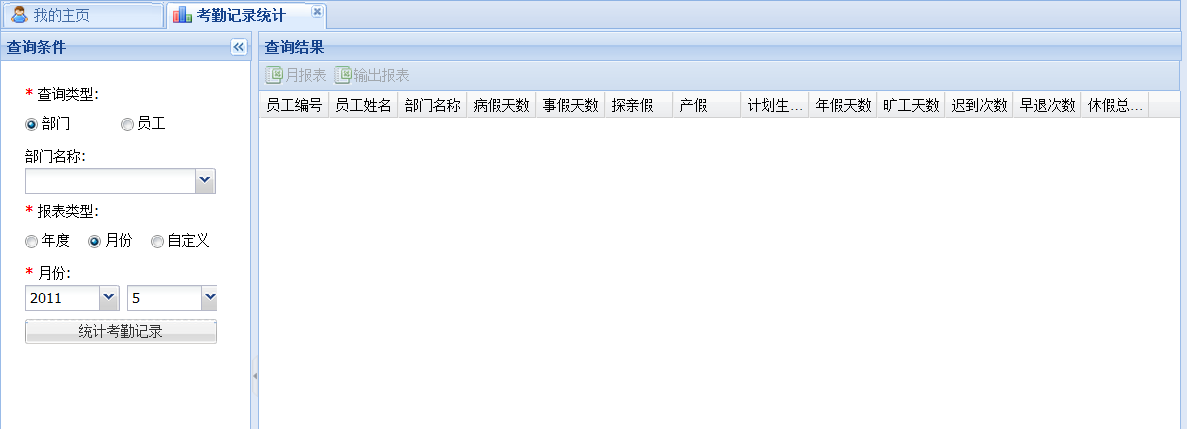 我的主页 考勤记录统计
查询条件
* 查询类型:
部门 员工
部门名称:
* 报表类型:
年度 月份 自定义
* 月份:
2011 5
统计考勤记录
查询结果
月报表 输出报表
员工编号 员工姓名 部门名称 病假天数 事假天数 探亲假 产假 计划生... 年假天数 旷工天数 迟到次数 早退次数 休假总...